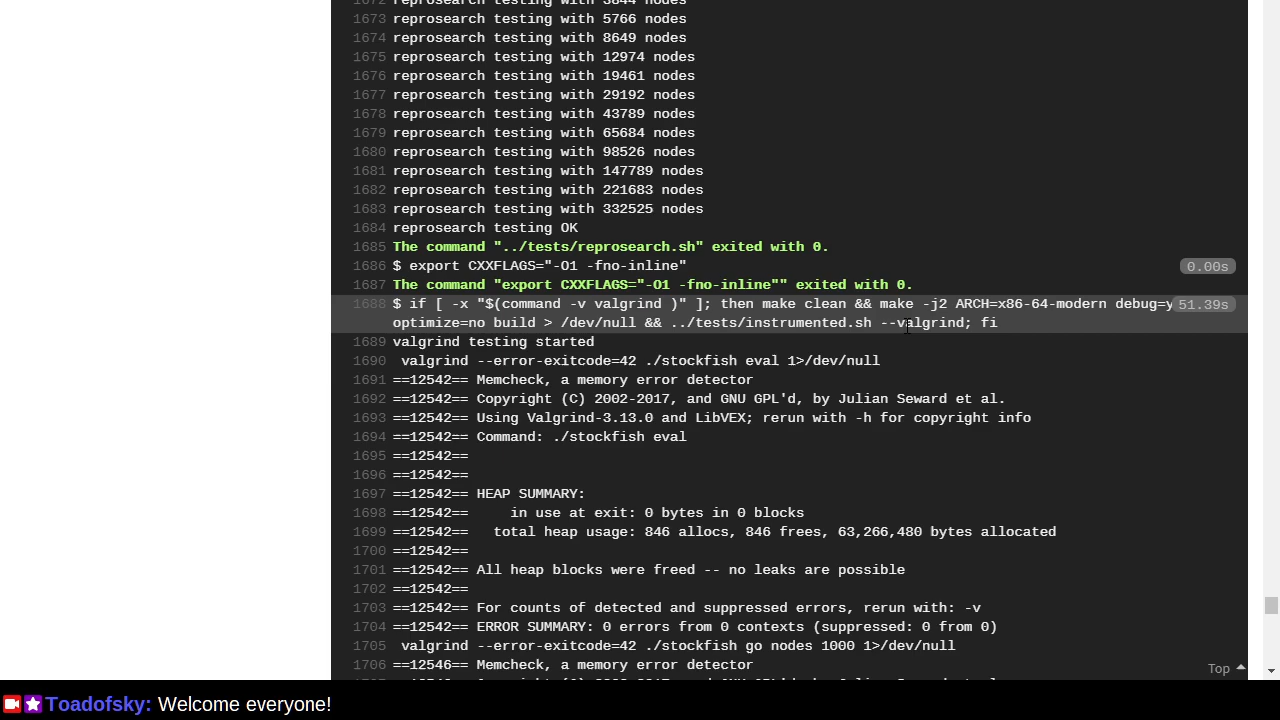 1672 reprosearch testing with 3844 nodes
1673 reprosearch testing with 5766 nodes
1674 reprosearch testing with 8649 nodes
1675 reprosearch testing with 12974 nodes
1676 reprosearch testing with 19461 nodes
1677 reprosearch testing with 29192 nodes
1678 reprosearch testing with 43789 nodes
1679 reprosearch testing with 65684 nodes
1680 reprosearch testing with 98526 nodes
1681 reprosearch testing with 147789 nodes
1682 reprosearch testing with 221683 nodes
1683 reprosearch testing with 332525 nodes
1684 reprosearch testing OK
1685 The command "../tests/reprosearch.sh" exited with 0.
1686 $ export CXXFLAGS="-O1 -fno-inline" 0.00s
1687 The command "export CXXFLAGS="-O1 -fno-inline"" exited with 0.
1688 $ if [ -x "$(command -v valgrind )" ]; then make clean && make -j2 ARCH=x86-64-modern debug=y 51.39s
optimize=no build > /dev/null && ../tests/instrumented.sh --valgrind; fi
1689 valgrind testing started
1690 valgrind --error-exitcode=42 ./stockfish eval 1>/dev/null
1691 ==12542== Memcheck, a memory error detector
1692 ==12542== Copyright (C) 2002-2017, and GNU GPL'd, by Julian Seward et al.
1693 ==12542== Using Valgrind-3.13.0 and LibVEX; rerun with -h for copyright info
1694 ==12542== Command: ./stockfish eval
1695 ==12542==
1696 ==12542==
1697 ==12542== HEAP SUMMARY:
1698 ==12542== in use at exit: 0 bytes in 0 blocks
1699 ==12542== total heap usage: 846 allocs, 846 frees, 63,266,480 bytes allocated
1700 ==12542==
1701 ==12542== All heap blocks were freed -- no leaks are possible
1702 ==12542==
1703 ==12542== For counts of detected and suppressed errors, rerun with: -v
1704 ==12542== ERROR SUMMARY: 0 errors from 0 contexts (suppressed: 0 from 0)
1705 valgrind --error-exitcode=42 ./stockfish go nodes 1000 1>/dev/null
1706 ==12546== Memcheck, a memory error detector
Top
Toadofsky: Welcome everyone!